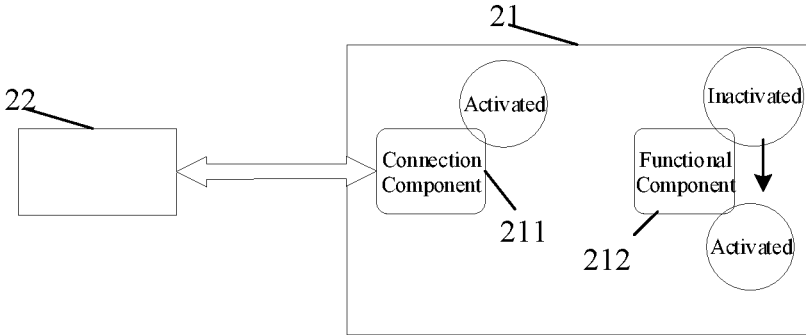 21
22
Activated
Inactivated
Connection
Component
Functional
Component
211
212
Activated